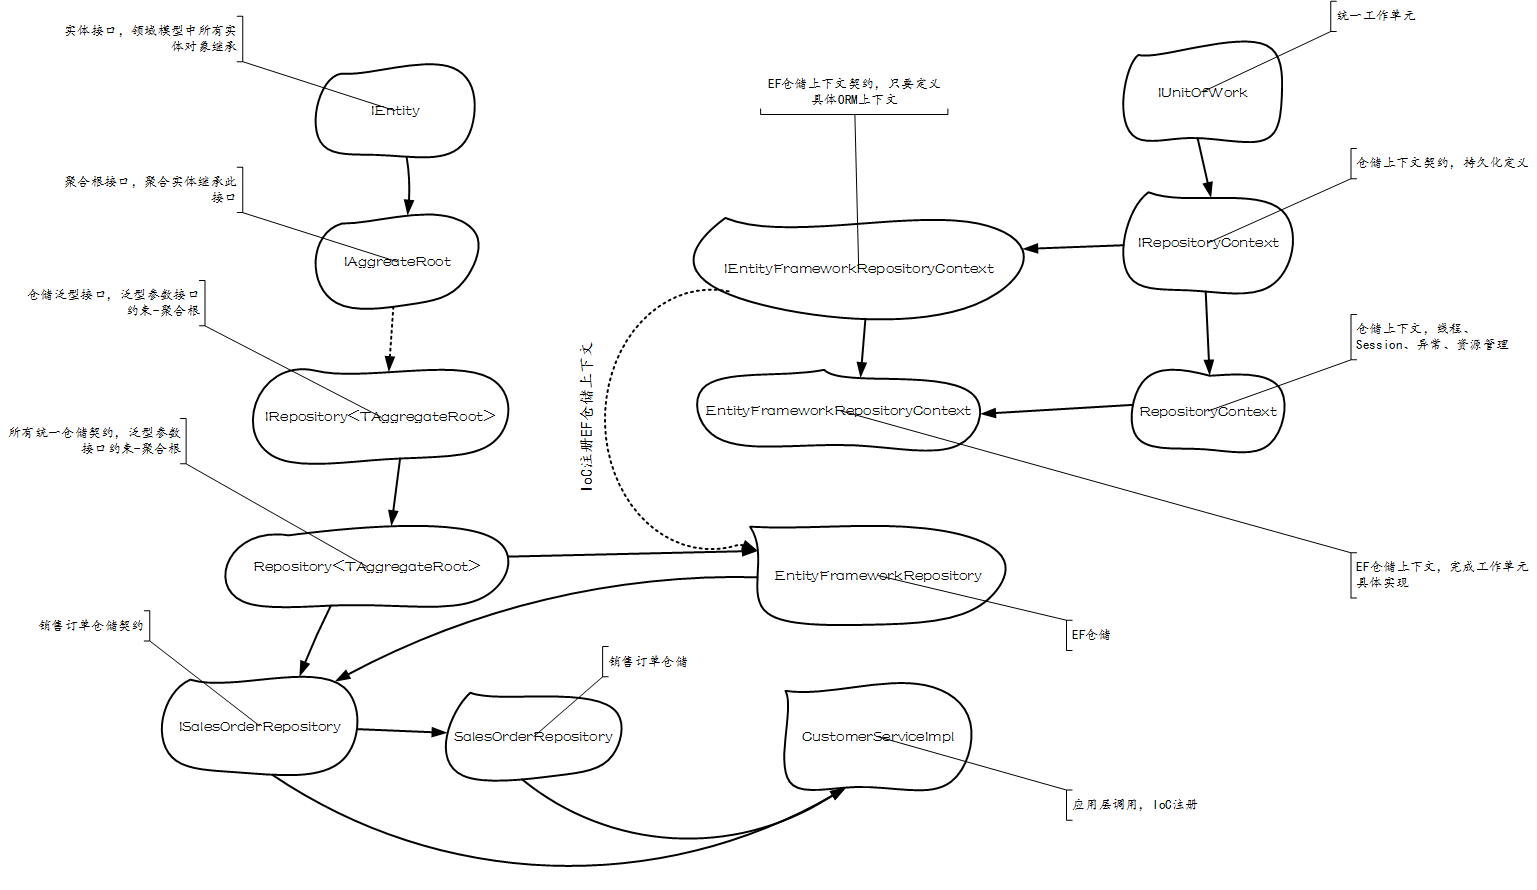 实体接口，领域模型中所有实
体对象继承
统一工作单元
IEntity
EF仓储上下文契约，只要定义
具体ORM上下文
IUnitOfWork
聚合根接口，聚合实体继承此
接口
仓储上下文契约，持久化定义
IAggreateRoot
IEntityFrameworkRepositoryContext
IRepositoryContext
仓储泛型接口，泛型参数接口
约束-聚合根
仓储上下文，线程、
Session、异常、资源管理
IoC注册EF仓储上下文
IRepository<TAggregateRoot>
EntityFrameworkRepositoryContext
RepositoryContext
所有统一仓储契约，泛型参数
接口约束-聚合根
Repository<TAggregateRoot>
EntityFrameworkRepository
EF仓储上下文，完成工作单元
具体实现
销售订单仓储契约
EF仓储
销售订单仓储
ISalesOrderRepository
SalesOrderRepository
CustomerServiceImpl
应用层调用，IoC注册